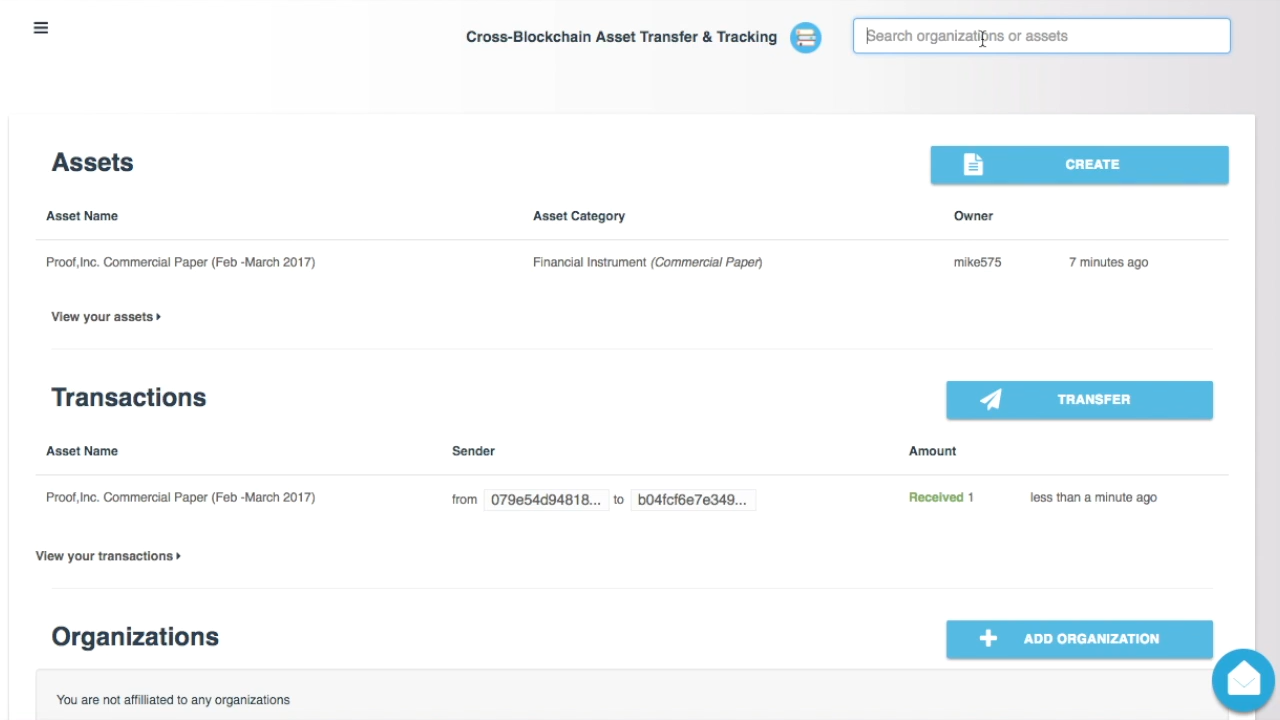 Cross-Blockchain Asset Transfer & Tracking
Search organizations or assets
Assets
CREATE
Asset Name Asset Category Owner
Proof,Inc. Commercial Paper (Feb -March 2017) Financial Instrument (Commercial Paper) mike575 7 minutes ago
View your assets
Transactions
TRANSFER
Asset Name Sender Amount
Proof,Inc. Commercial Paper (Feb -March 2017) from 079e54d94818... to b04fcf6e7e349... Received 1 less than a minute ago
View your transactions
Organizations
ADD ORGANIZATION
You are not affiliated to any organizations